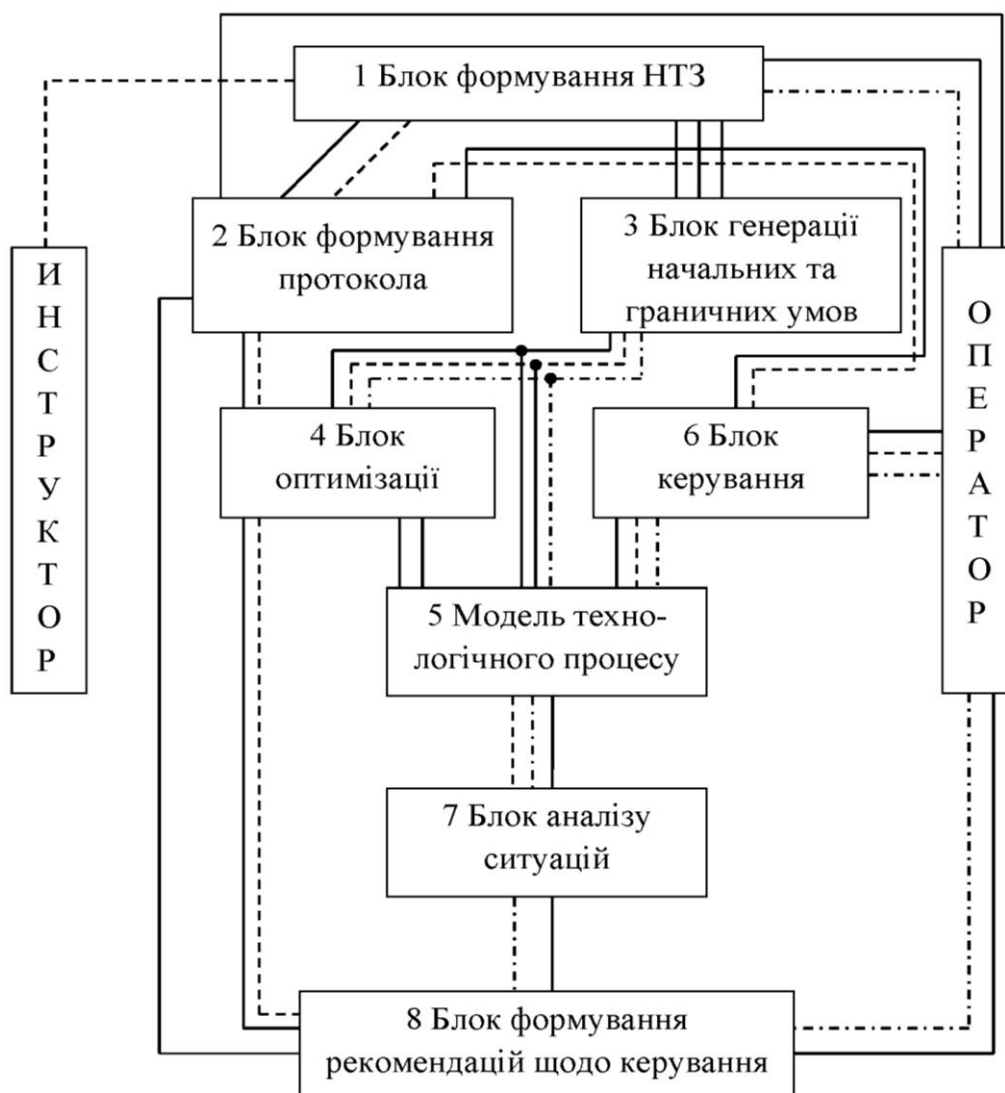 1 Блок формування НТЗ
2 Блок формування
протокола
3 Блок генерації
начальних та
граничних умов
И
Н
С
Т
Р
У
К
Т
О
Р
О
П
Е
Р
А
Т
О
Р
4 Блок
оптимізації
6 Блок
керування
5 Модель техно-
логічного процесу
7 Блок аналізу
ситуацій
8 Блок формування
рекомендацій щодо керування